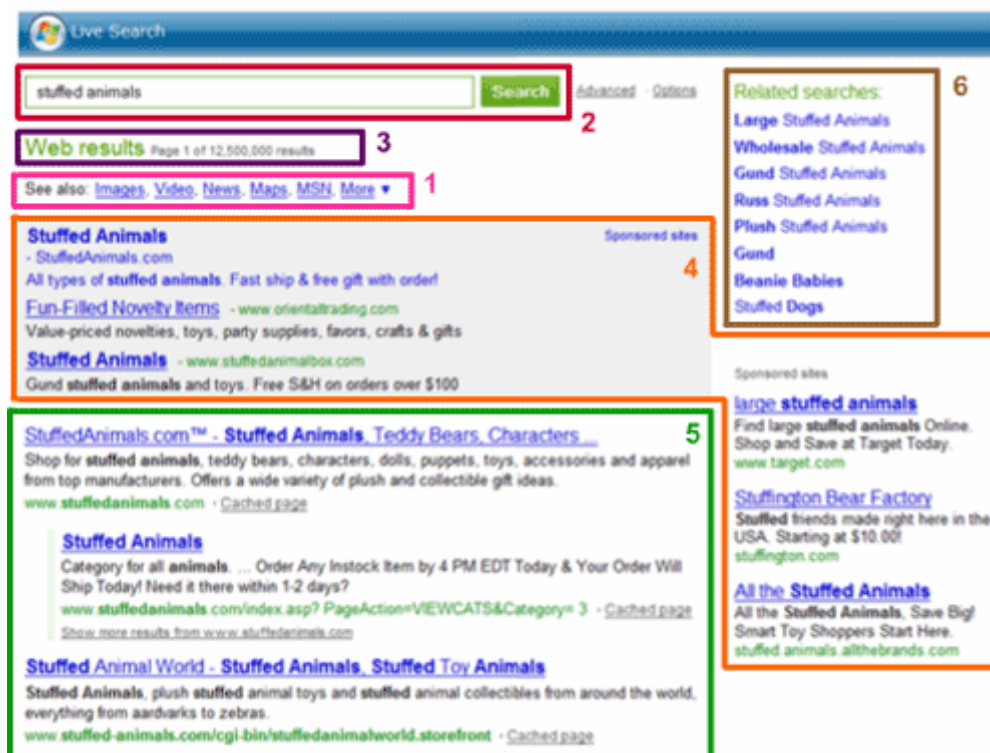 Live Search
stuffed animals Search Advanced · Options
2
Web results Page 1 of 12,500,000 results
3
See also: Images, Video, News, Maps, MSN, More ▼
1
Stuffed Animals Sponsored sites
- StuffedAnimals.com
All types of stuffed animals. Fast ship & free gift with order!
4
Fun-Filled Novelty Items - www.orientaltrading.com
Value-priced novelties, toys, party supplies, favors, crafts & gifts
Stuffed Animals - www.stuffedanimalbox.com
Gund stuffed animals and toys. Free S&H on orders over $100
StuffedAnimals.com™ - Stuffed Animals, Teddy Bears, Characters ...
5
Shop for stuffed animals, teddy bears, characters, dolls, puppets, toys, accessories and apparel
from top manufacturers. Offers a wide variety of plush and collectible gift ideas.
www.stuffedanimals.com · Cached page
Stuffed Animals
Category for all animals. ... Order Any Instock Item by 4 PM EDT Today & Your Order Will
Ship Today! Need it there within 1-2 days?
www.stuffedanimals.com/index.asp? PageAction=VIEWCATS&Category= 3 · Cached page
Show more results from www.stuffedanimals.com
Stuffed Animal World - Stuffed Animals, Stuffed Toy Animals
Stuffed Animals, plush stuffed animal toys and stuffed animal collectibles from around the world,
everything from aardvarks to zebras.
www.stuffed-animals.com/cgi-bin/stuffedanimalworld.storefront · Cached page
Related searches:
6
Large Stuffed Animals
Wholesale Stuffed Animals
Gund Stuffed Animals
Russ Stuffed Animals
Plush Stuffed Animals
Gund
Beanie Babies
Stuffed Dogs
Sponsored sites
large stuffed animals
Find large stuffed animals Online.
Shop and Save at Target Today.
www.target.com
Stuffington Bear Factory
Stuffed friends made right here in the
USA. Starting at $10.00!
stuffington.com
All the Stuffed Animals
All the Stuffed Animals, Save Big!
Smart Toy Shoppers Start Here.
stuffed.animals.allthebrands.com